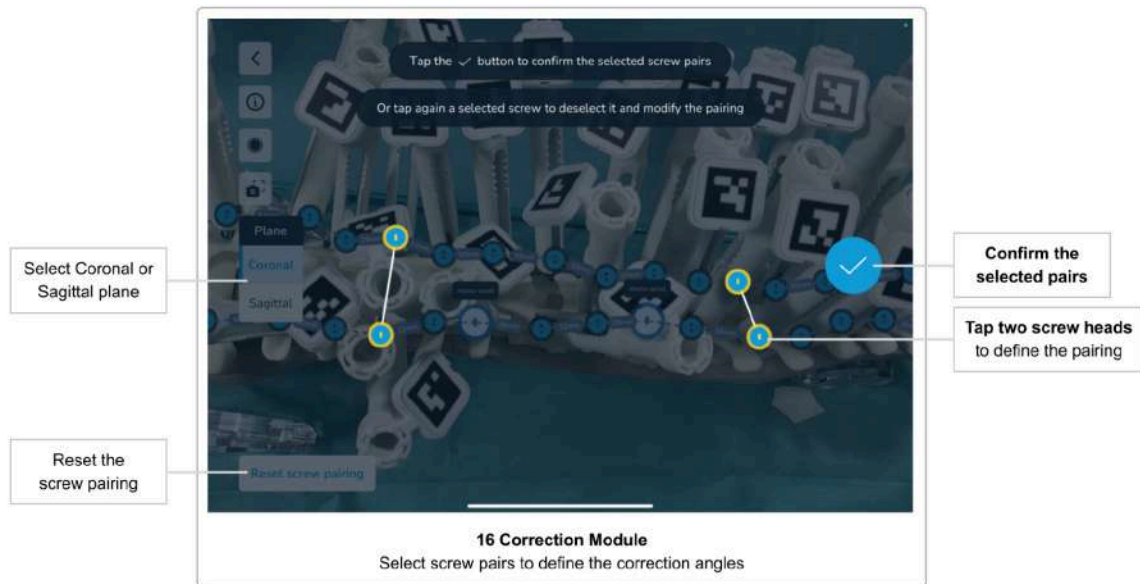 Tap the ✓ button to confirm the selected screw pairs
Or tap again a selected screw to deselect it and modify the pairing
Plane
Coronal
Sagittal
Reset screw pairing
Select Coronal or
Sagittal plane
Reset the
screw pairing
Confirm the
selected pairs
Tap two screw heads
to define the pairing
16 Correction Module
Select screw pairs to define the correction angles